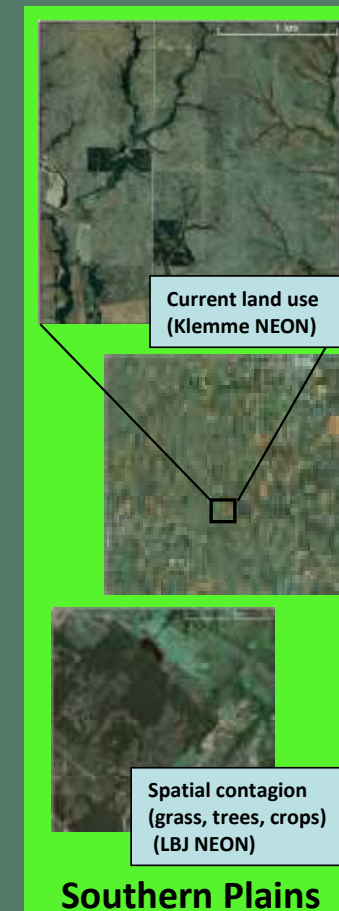 1 km
Current land use
(Klemme NEON)
Spatial contagion
(grass, trees, crops)
(LBJ NEON)
Southern Plains